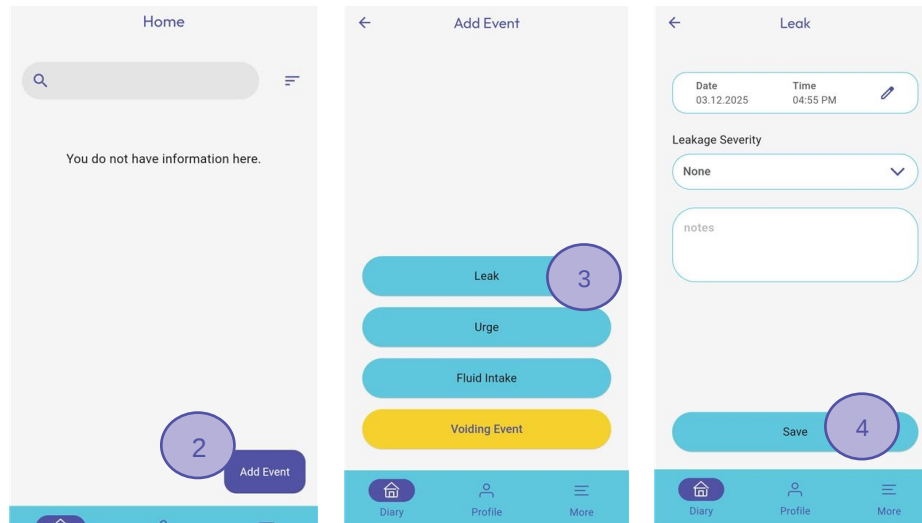 Home
You do not have information here.
2
Add Event
Add Event
Leak
3
Urge
Fluid Intake
Voiding Event
Diary
Profile
More
Leak
Date
Time
03.12.2025
04:55 PM
Leakage Severity
None
notes
Save
4
Diary
Profile
More